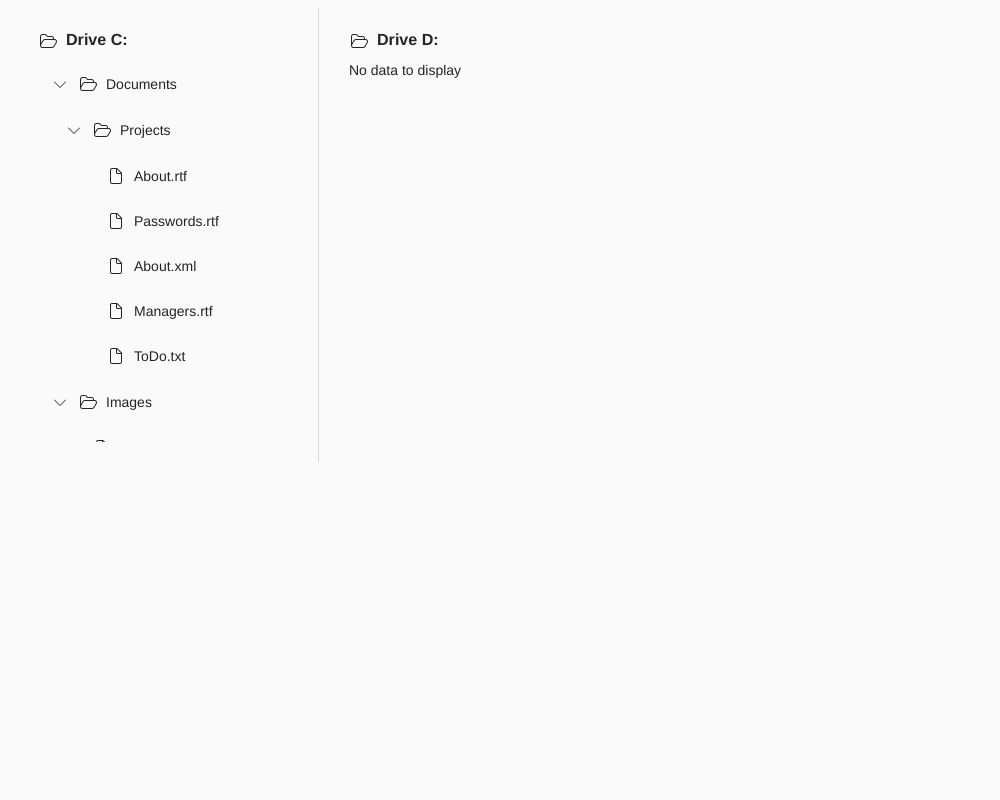 Drive C:
Documents
Projects
About.rtf
Passwords.rtf
About.xml
Managers.rtf
ToDo.txt
Images
Drive D:
No data to display